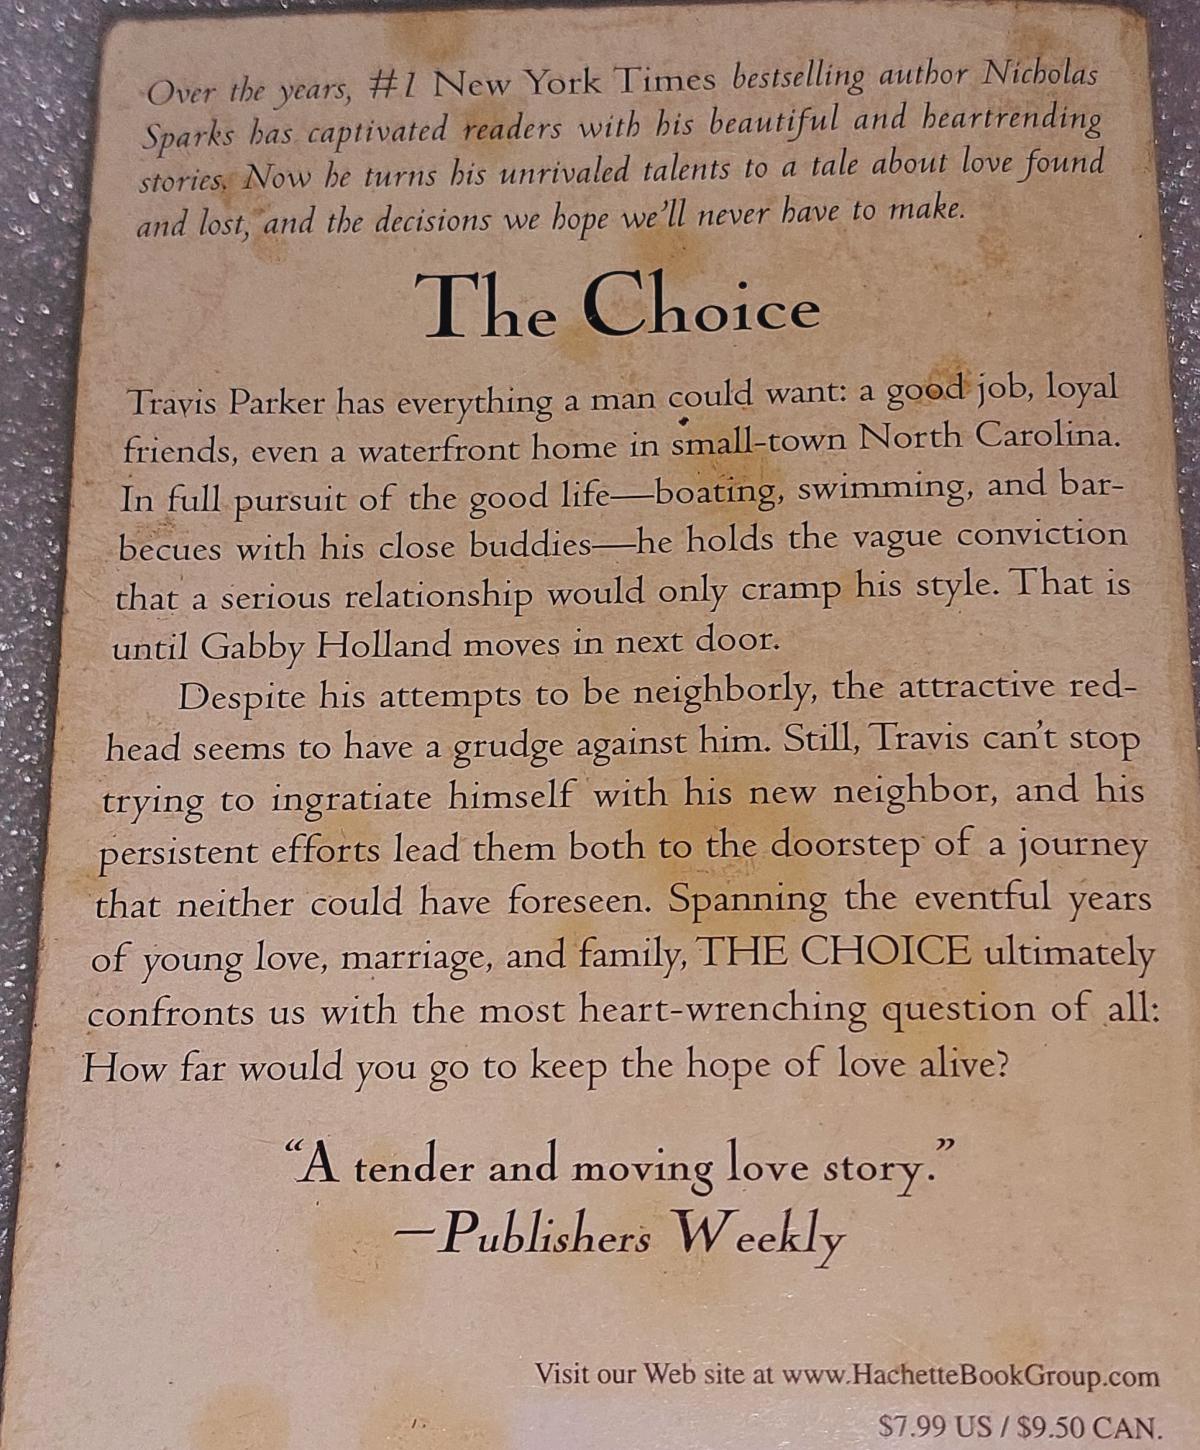 Over the years, #1 New York Times bestselling author Nicholas
Sparks has captivated readers with his beautiful and heartrending
stories. Now he turns his unrivaled talents to a tale about love found
and lost, and the decisions we hope we'll never have to make.
The Choice
Travis Parker has everything a man could want: a good job, loyal
friends, even a waterfront home in small-town North Carolina.
In full pursuit of the good life—boating, swimming, and bar-
becues with his close buddies—he holds the vague conviction
that a serious relationship would only cramp his style. That is
until Gabby Holland moves in next door.
Despite his attempts to be neighborly, the attractive red-
head seems to have a grudge against him. Still, Travis can't stop
trying to ingratiate himself with his new neighbor, and his
persistent efforts lead them both to the doorstep of a journey
that neither could have foreseen. Spanning the eventful years
of young love, marriage, and family, THE CHOICE ultimately
confronts us with the most heart-wrenching question of all:
How far would you go to keep the hope of love alive?
“A tender and moving love story.”
—Publishers Weekly
Visit our Web site at www.HachetteBookGroup.com
$7.99 US / $9.50 CAN.